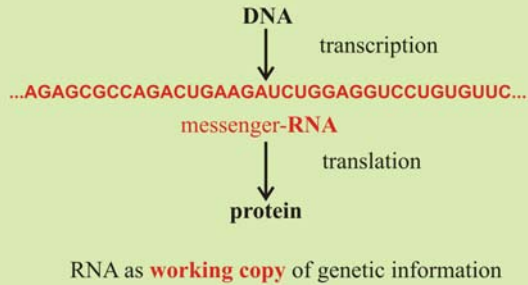 DNA
transcription
...AGAGCGCCAGACUGAAGAUCUGGAGGUCCUGUGUUC...
messenger-RNA
translation
protein
RNA as working copy of genetic information